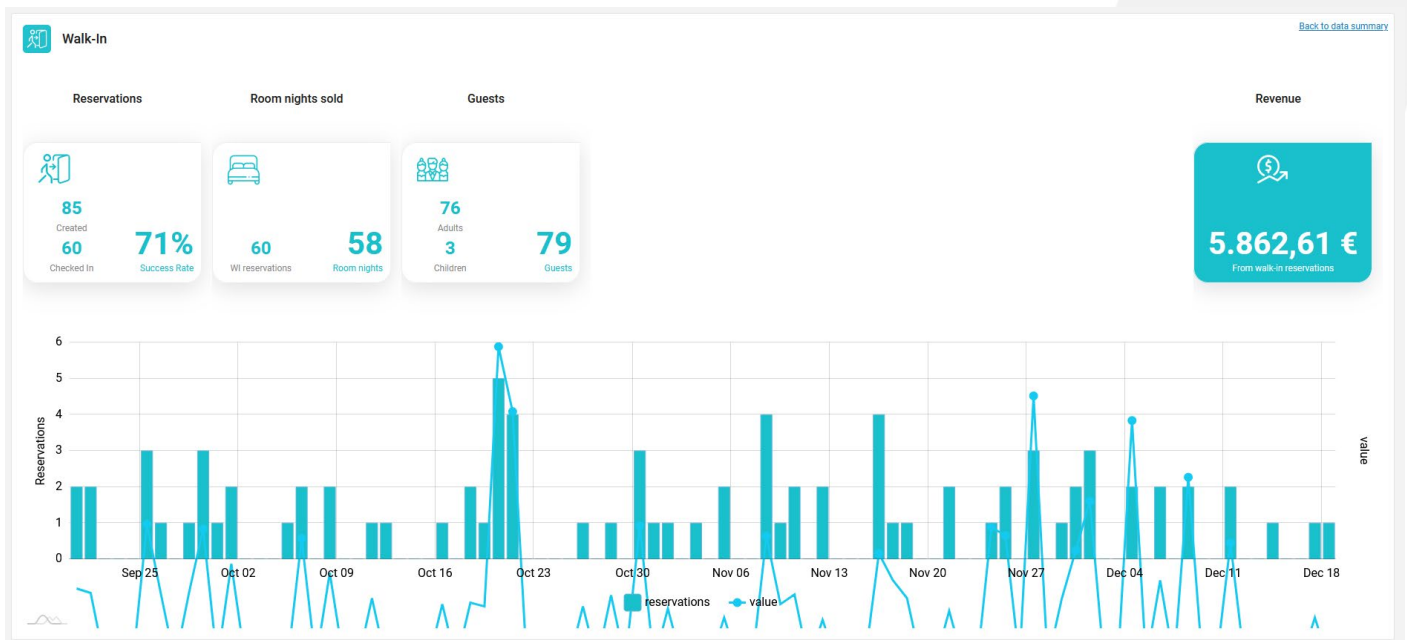 Walk-In
Back to data summary
Reservations
Room nights sold
Guests
Revenue
85
Created
60
Checked In
71%
Success Rate
60
WI reservations
58
Room nights
76
Adults
3
Children
79
Guests
5.862,61 €
From walk-in reservations
6
5
4
3
2
1
0
Reservations
value
Sep 25 Oct 02 Oct 09 Oct 16 Oct 23 Oct 30 Nov 06 Nov 13 Nov 20 Nov 27 Dec 04 Dec 11 Dec 18
reservations value